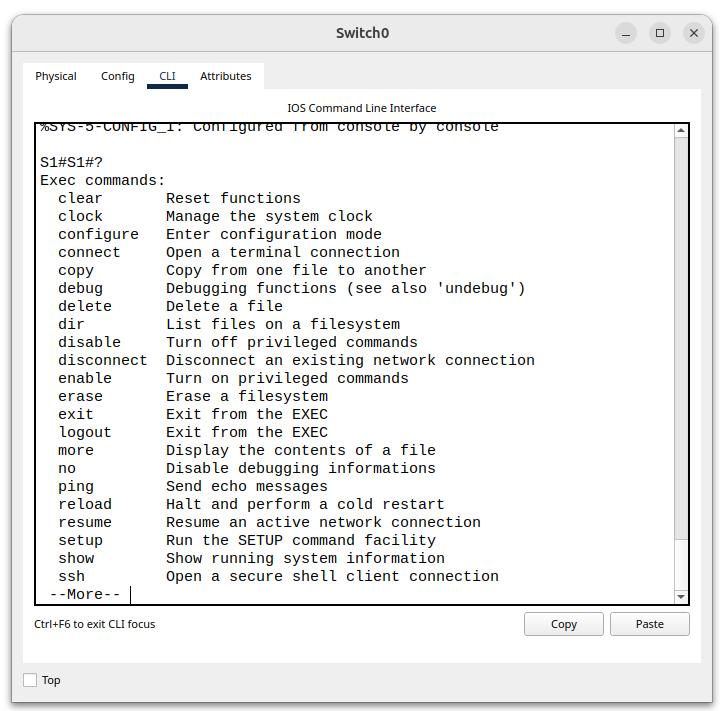 Switch0
Physical Config CLI Attributes
IOS Command Line Interface
%SYS-5-CONFIG_I: Configured from console by console
S1#S1#?
Exec commands:
  clear       Reset functions
  clock       Manage the system clock
  configure   Enter configuration mode
  connect     Open a terminal connection
  copy        Copy from one file to another
  debug       Debugging functions (see also 'undebug')
  delete      Delete a file
  dir         List files on a filesystem
  disable     Turn off privileged commands
  disconnect  Disconnect an existing network connection
  enable      Turn on privileged commands
  erase       Erase a filesystem
  exit        Exit from the EXEC
  logout      Exit from the EXEC
  more        Display the contents of a file
  no          Disable debugging informations
  ping        Send echo messages
  reload      Halt and perform a cold restart
  resume      Resume an active network connection
  setup       Run the SETUP command facility
  show        Show running system information
  ssh         Open a secure shell client connection
 --More--
Ctrl+F6 to exit CLI focus
Copy Paste
Top